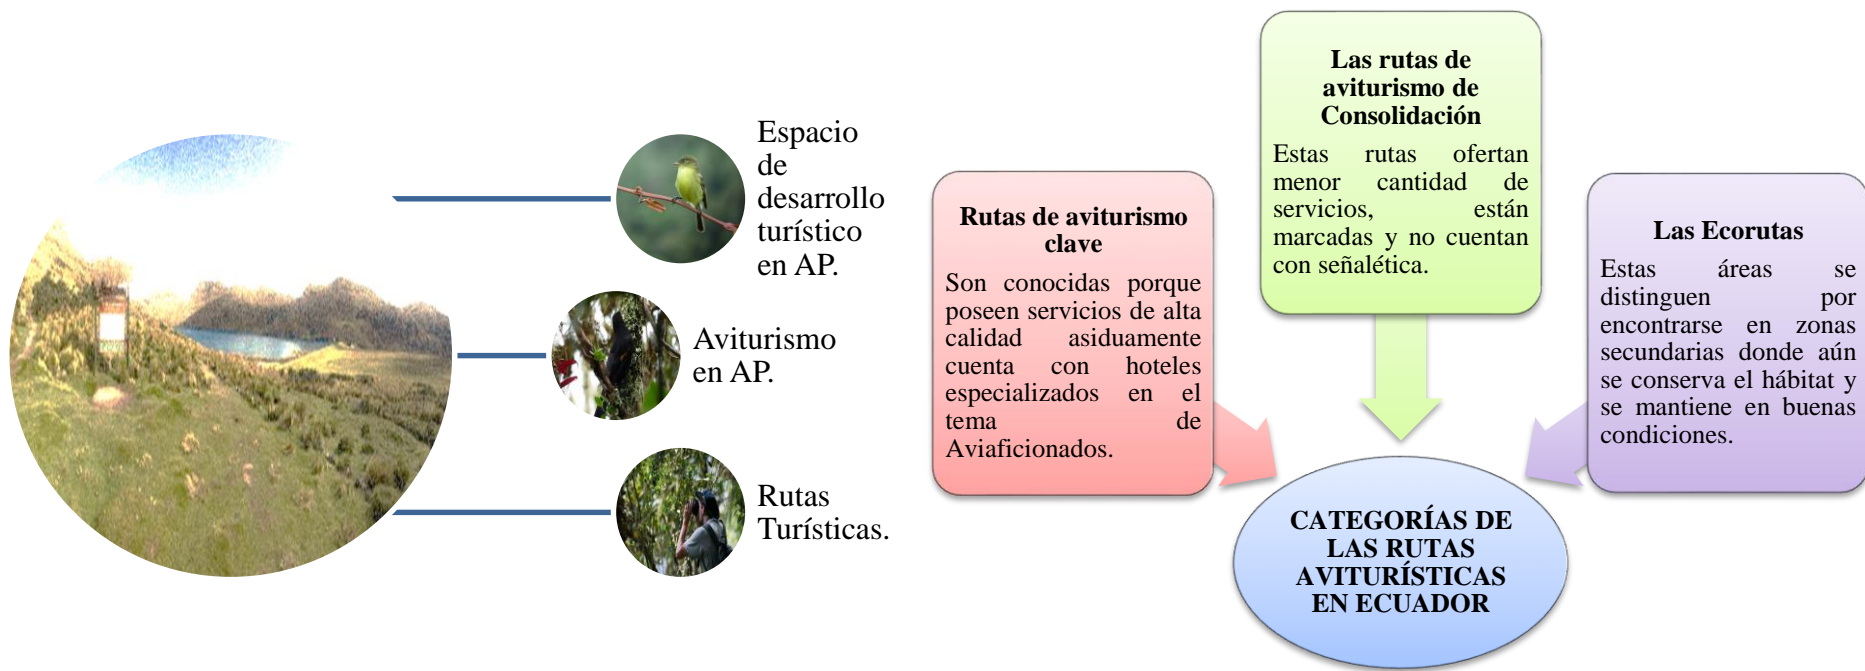 Espacio
de
desarrollo
turístico
en AP.
Aviturismo
en AP.
Rutas
Turísticas.
Rutas de aviturismo
clave
Son conocidas porque
poseen servicios de alta
calidad asiduamente
cuenta con hoteles
especializados en el
tema de
Aviaficionados.
Las rutas de
aviturismo de
Consolidación
Estas rutas ofertan
menor cantidad de
servicios, están
marcadas y no cuentan
con señalética.
Las Ecorutas
Estas áreas se
distinguen por
encontrarse en zonas
secundarias donde aún
se conserva el hábitat y
se mantiene en buenas
condiciones.
CATEGORÍAS DE
LAS RUTAS
AVITURÍSTICAS
EN ECUADOR